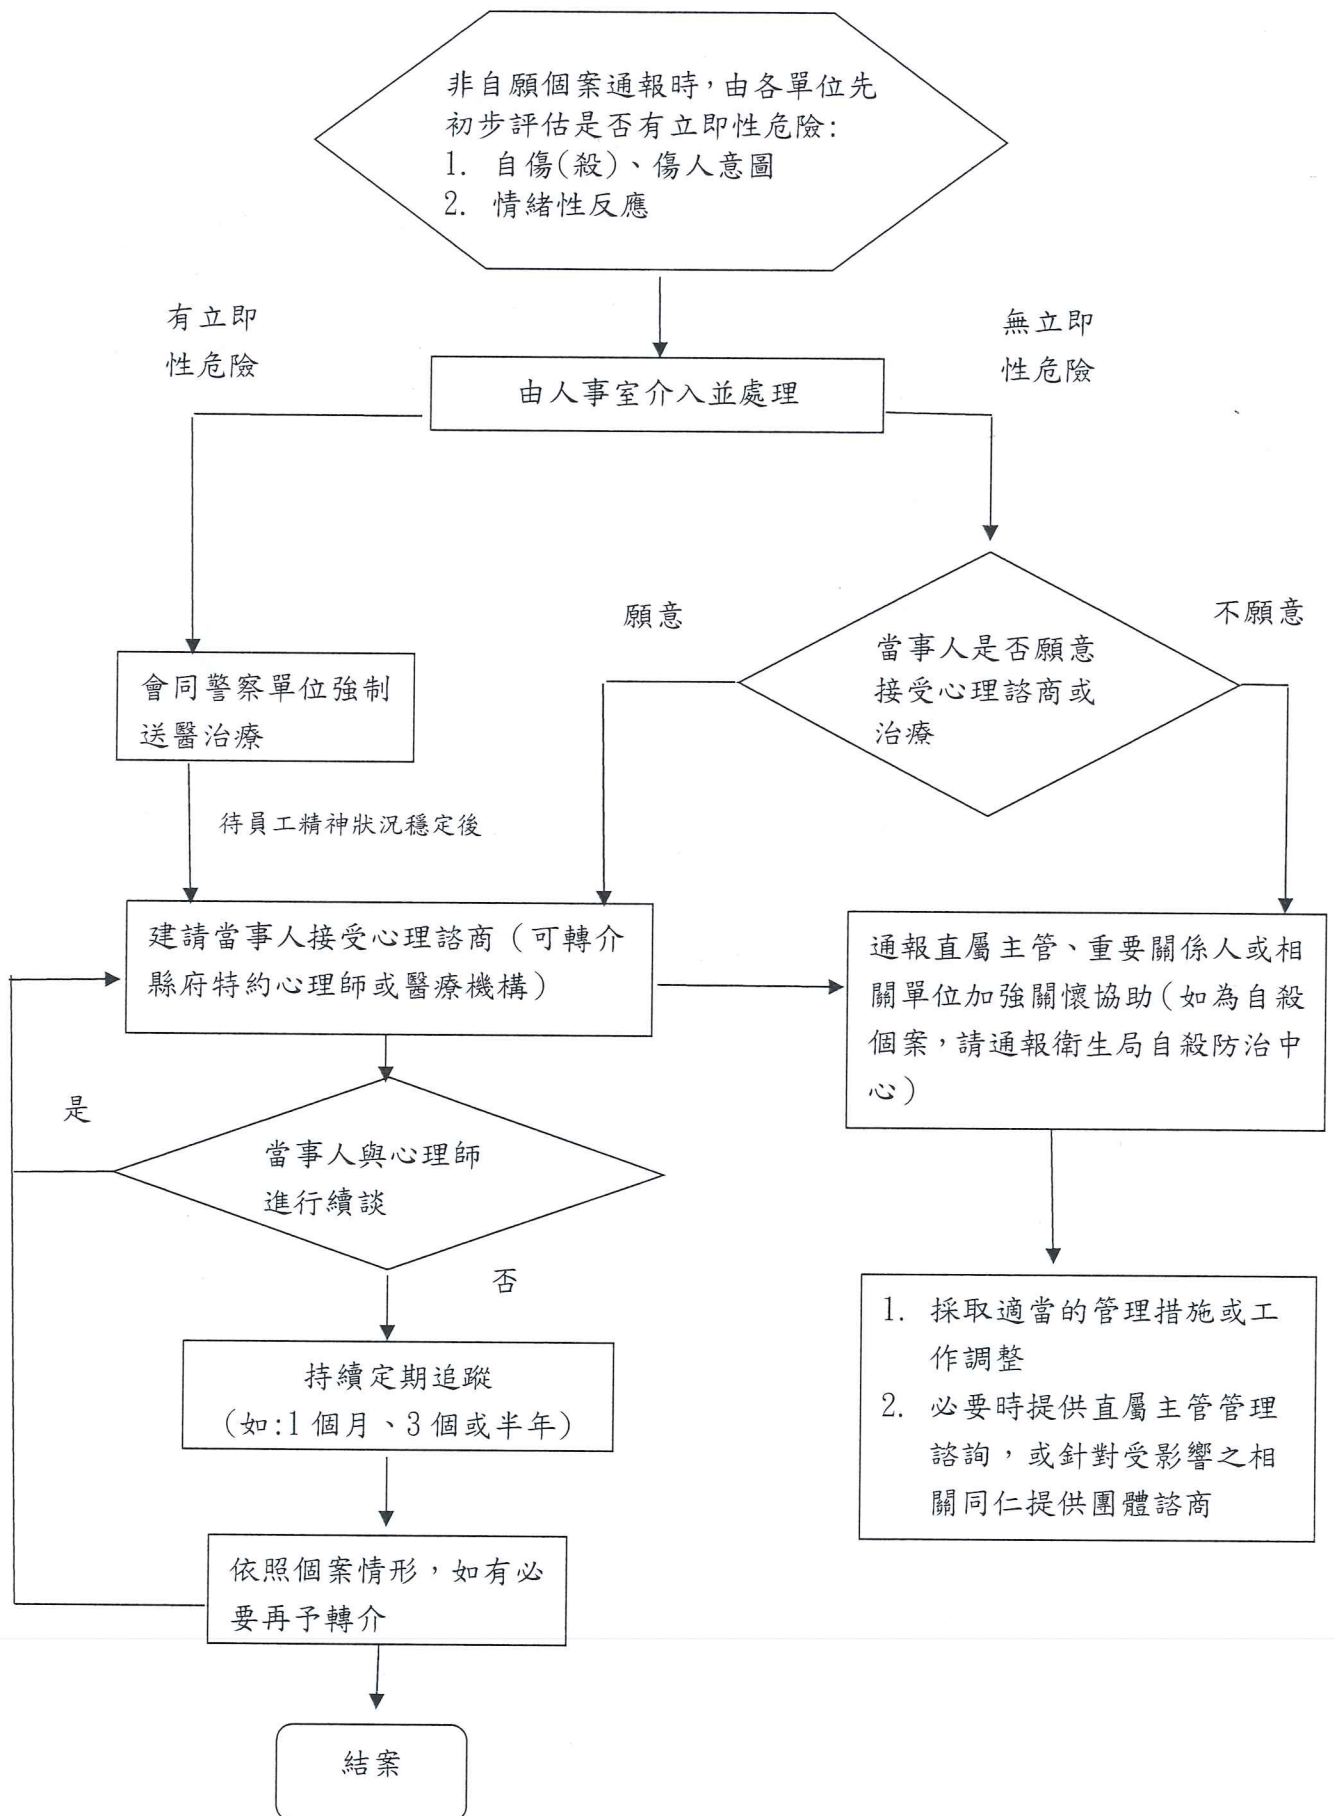 非自願個案通報時，由各單位先
初步評估是否有立即性危險：
1. 自傷(殺)、傷人意圖
2. 情緒性反應
有立即
性危險
無立即
性危險
由人事室介入並處理
願意
不願意
當事人是否願意
接受心理諮商或
治療
會同警察單位強制
送醫治療
待員工精神狀況穩定後
建請當事人接受心理諮商（可轉介
縣府特約心理師或醫療機構）
通報直屬主管、重要關係人或相
關單位加強關懷協助（如為自殺
個案，請通報衛生局自殺防治中
心）
是
當事人與心理師
進行續談
否
持續定期追蹤
(如:1個月、3個或半年)
1. 採取適當的管理措施或工
作調整
2. 必要時提供直屬主管管理
諮詢，或針對受影響之相
關同仁提供團體諮商
依照個案情形，如有必
要再予轉介
結案